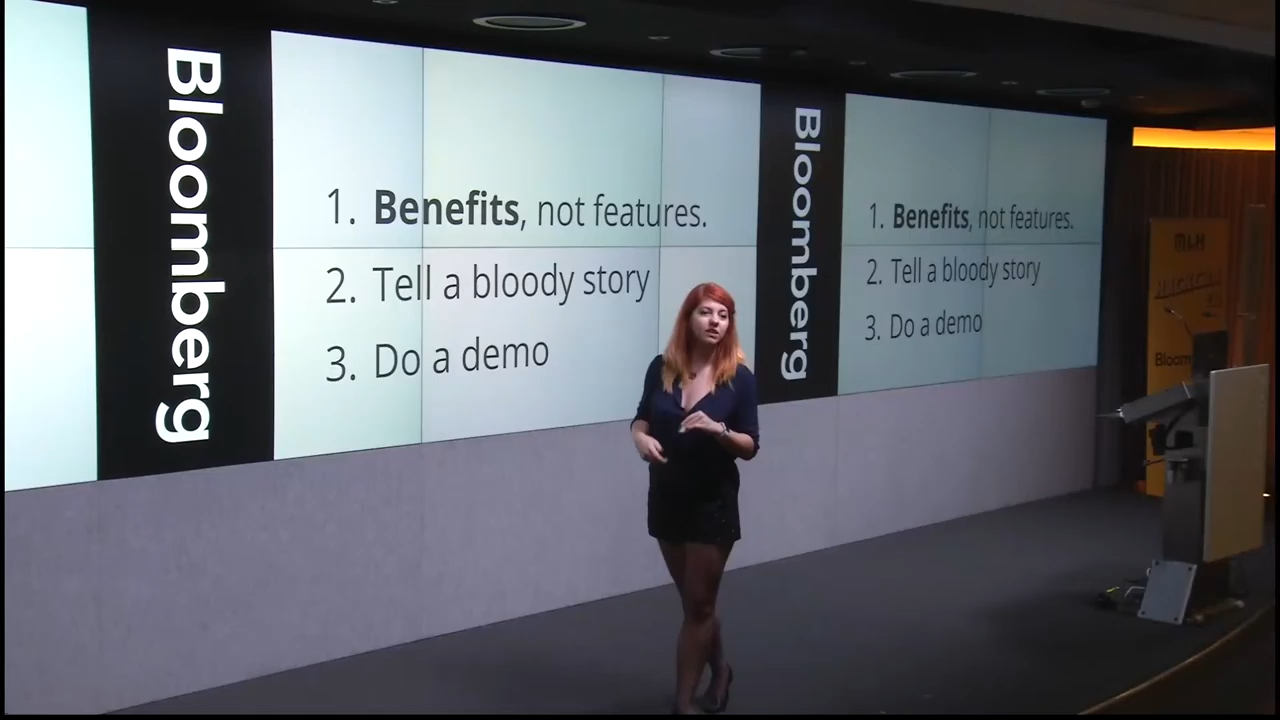 Bloomberg
1. Benefits, not features.
2. Tell a bloody story
3. Do a demo
Bloomberg
1. Benefits, not features.
2. Tell a bloody story
3. Do a demo
MLH